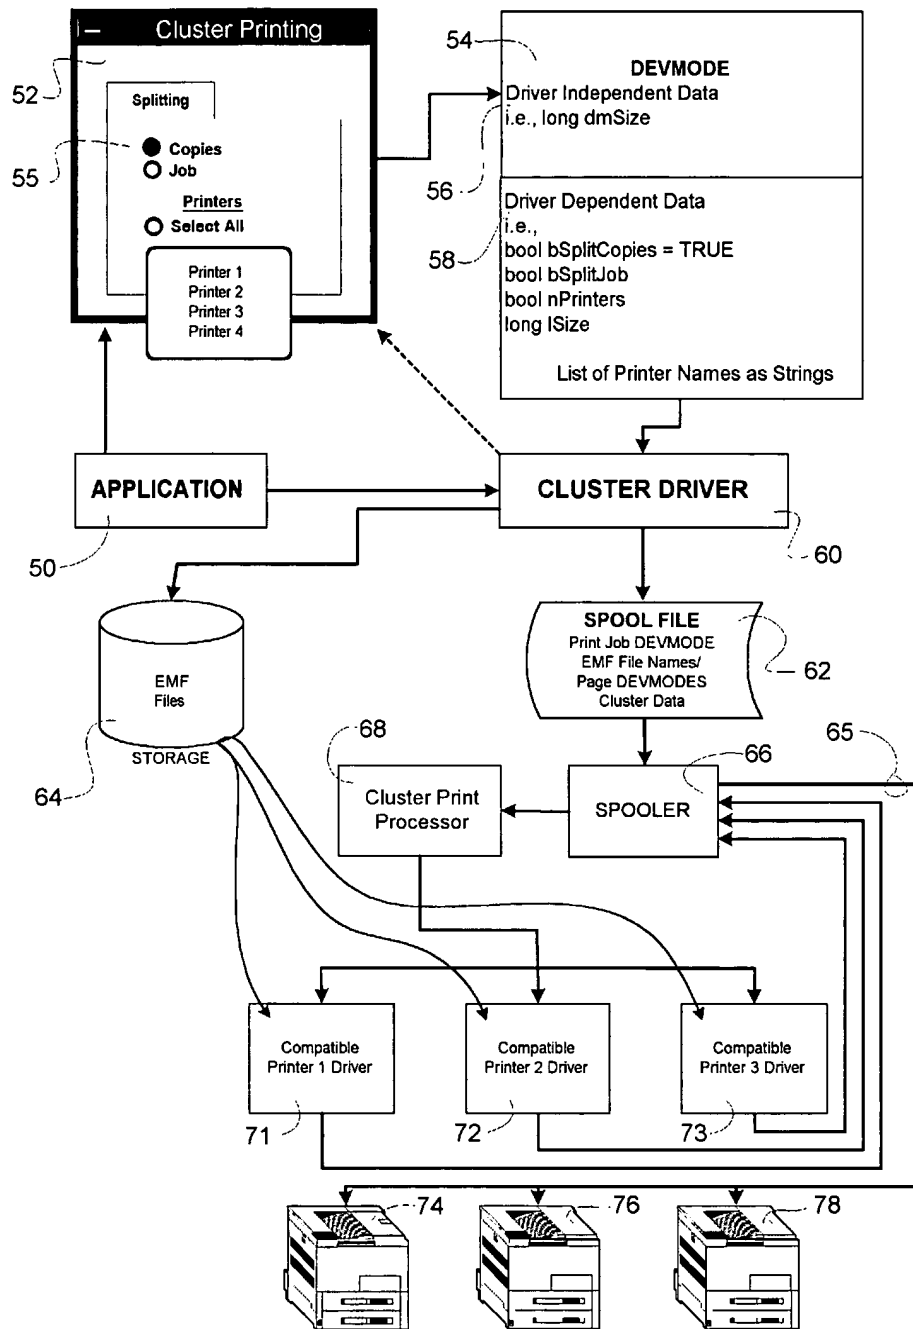 Cluster Printing
52
Splitting
Copies
55
Job
Printers
Select All
Printer 1
Printer 2
Printer 3
Printer 4
54
DEVMODE
Driver Independent Data
i.e., long dmSize
56
Driver Dependent Data
i.e.,
58
bool bSplitCopies = TRUE
bool bSplitJob
bool nPrinters
long lSize
List of Printer Names as Strings
APPLICATION
50
CLUSTER DRIVER
60
SPOOL FILE
Print Job DEVMODE
EMF File Names/
Page DEVMODES
Cluster Data
62
EMF
Files
STORAGE
64
68
Cluster Print
Processor
66
65
SPOOLER
Compatible
Printer 1 Driver
71
Compatible
Printer 2 Driver
72
Compatible
Printer 3 Driver
73
74
76
78